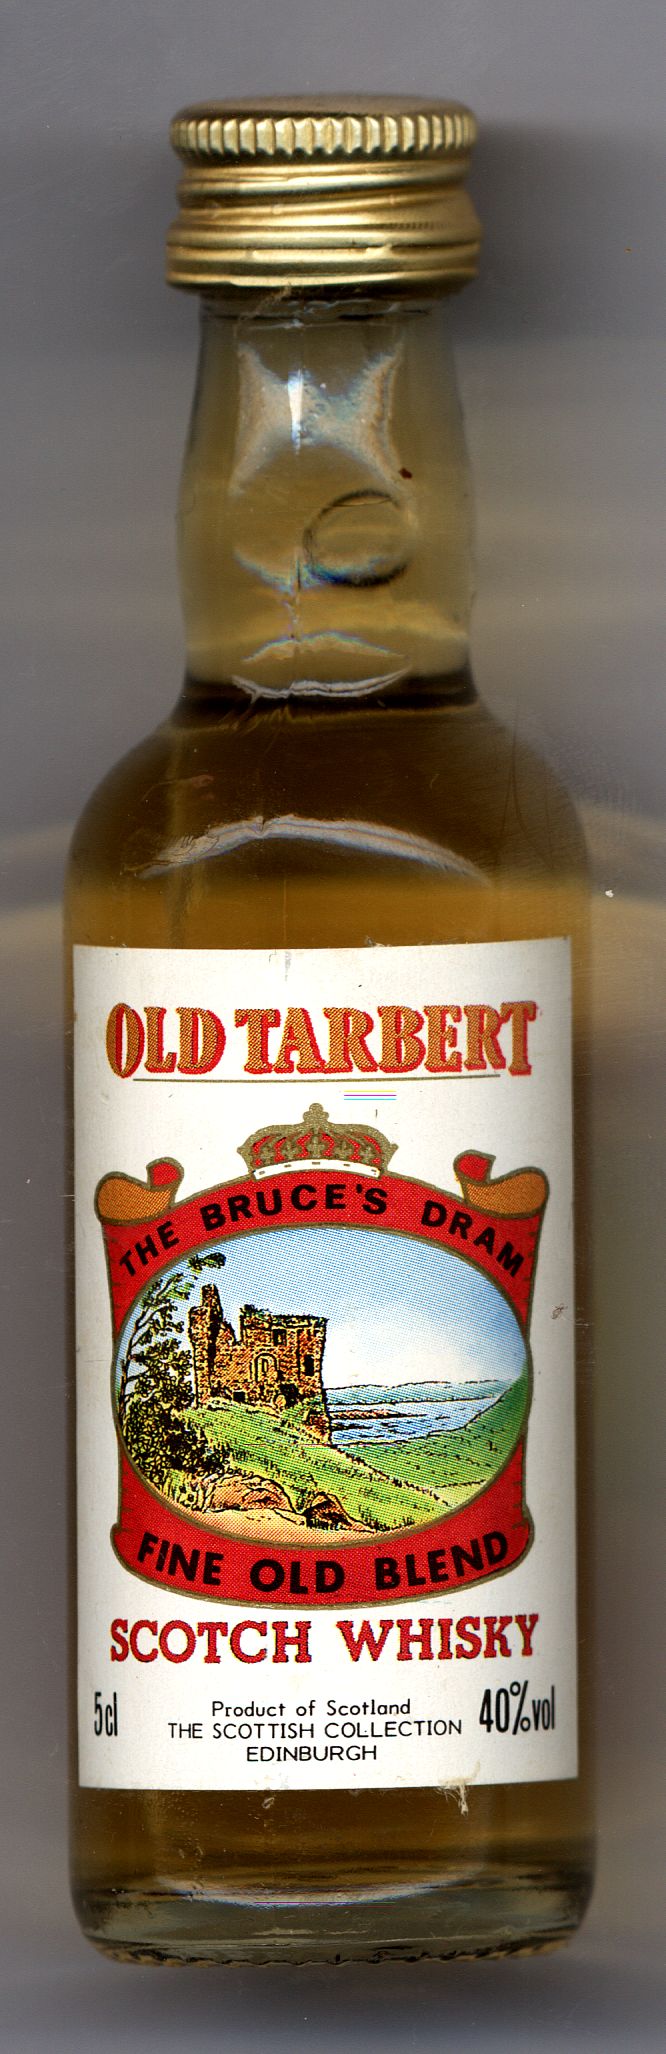 OLD TARBERT
THE BRUCE'S DRAM
FINE OLD BLEND
SCOTCH WHISKY
5cl
Product of Scotland
THE SCOTTISH COLLECTION
EDINBURGH
40%vol